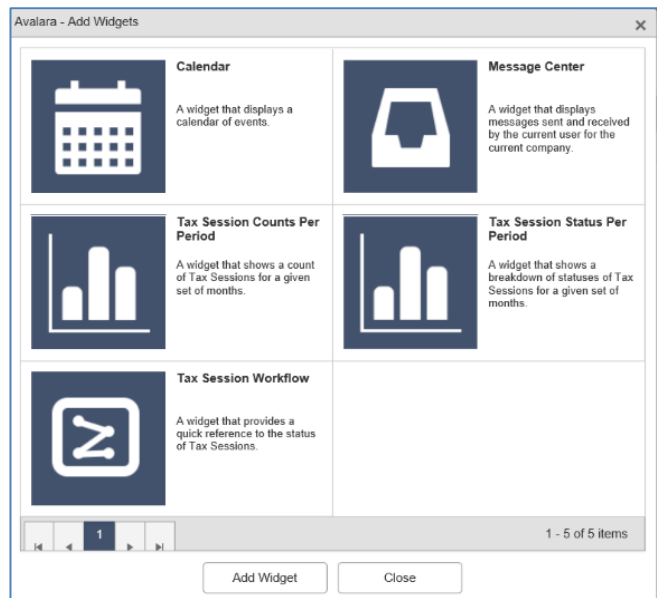 Avalara - Add Widgets
Calendar
A widget that displays a
calendar of events.
Message Center
A widget that displays
messages sent and received
by the current user for the
current company.
Tax Session Counts Per
Period
A widget that shows a count
of Tax Sessions for a given
set of months.
Tax Session Status Per
Period
A widget that shows a
breakdown of statuses of Tax
Sessions for a given set of
months.
Tax Session Workflow
A widget that provides a
quick reference to the status
of Tax Sessions.
1
1 - 5 of 5 items
Add Widget
Close